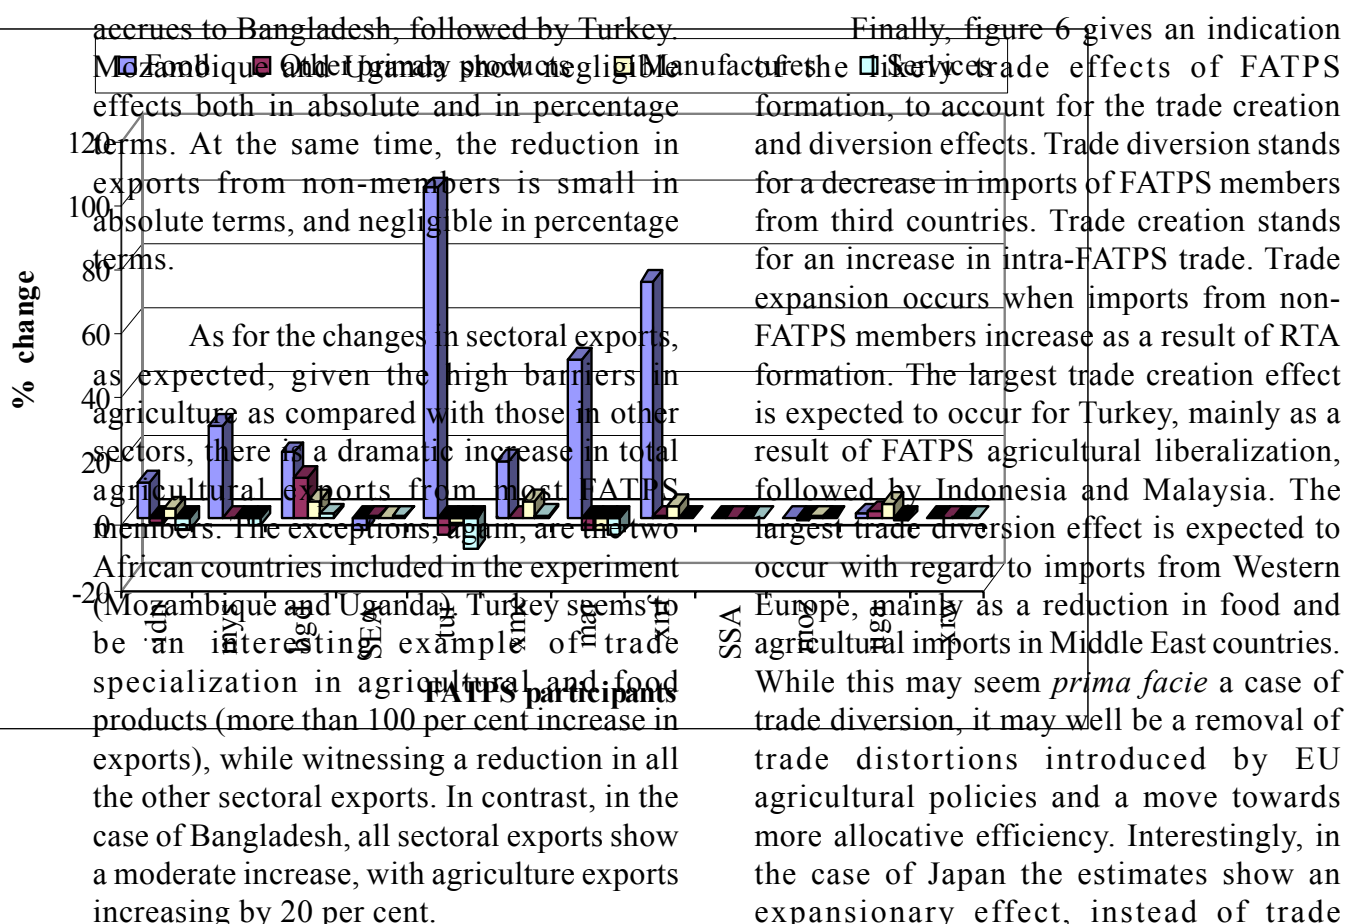 accrues to Bangladesh, followed by Turkey.
Mozambique and Uganda show negligible
effects both in absolute and in percentage
terms. At the same time, the reduction in
exports from non-members is small in
absolute terms, and negligible in percentage
terms.
As for the changes in sectoral exports,
as expected, given the high barriers in
agriculture as compared with those in other
sectors, there is a dramatic increase in total
agricultural exports from most FATPS
members. The exceptions, again, are the two
African countries included in the experiment
(Mozambique and Uganda). Turkey seems to
be an interesting example of trade
specialization in agricultural and food
products (more than 100 per cent increase in
exports), while witnessing a reduction in all
the other sectoral exports. In contrast, in the
case of Bangladesh, all sectoral exports show
a moderate increase, with agriculture exports
increasing by 20 per cent.
Finally, figure 6 gives an indication
of the likely trade effects of FATPS
formation, to account for the trade creation
and diversion effects. Trade diversion stands
for a decrease in imports of FATPS members
from third countries. Trade creation stands
for an increase in intra-FATPS trade. Trade
expansion occurs when imports from non-
FATPS members increase as a result of RTA
formation. The largest trade creation effect
is expected to occur for Turkey, mainly as a
result of FATPS agricultural liberalization,
followed by Indonesia and Malaysia. The
largest trade diversion effect is expected to
occur with regard to imports from Western
Europe, mainly as a reduction in food and
agricultural imports in Middle East countries.
While this may seem prima facie a case of
trade diversion, it may well be a removal of
trade distortions introduced by EU
agricultural policies and a move towards
more allocative efficiency. Interestingly, in
the case of Japan the estimates show an
expansionary effect, instead of trade
Food Other primary products Manufactures Services
% change
120
100
80
60
40
20
0
-20
idn
mys
bgd
SEA
tur
xmk
mar
xnf
SSA
moz
uga
xrw
FATPS participants